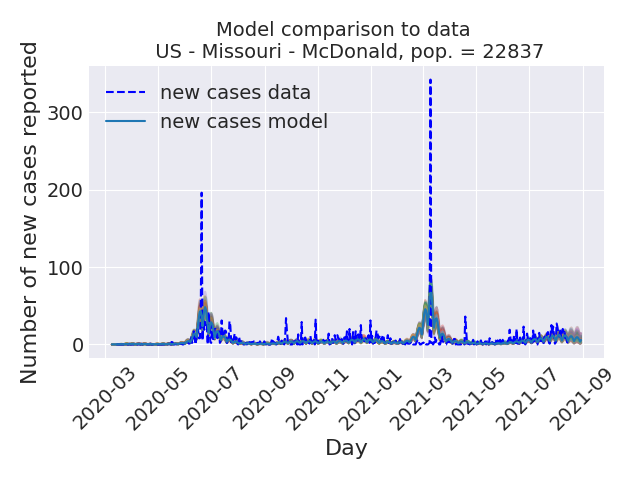 Model comparison to data
US - Missouri - McDonald, pop. = 22837
Number of new cases reported
300
200
100
0
new cases data
new cases model
2020-03
2020-05
2020-07
2020-09
2020-11
2021-01
2021-03
2021-05
2021-07
2021-09
Day